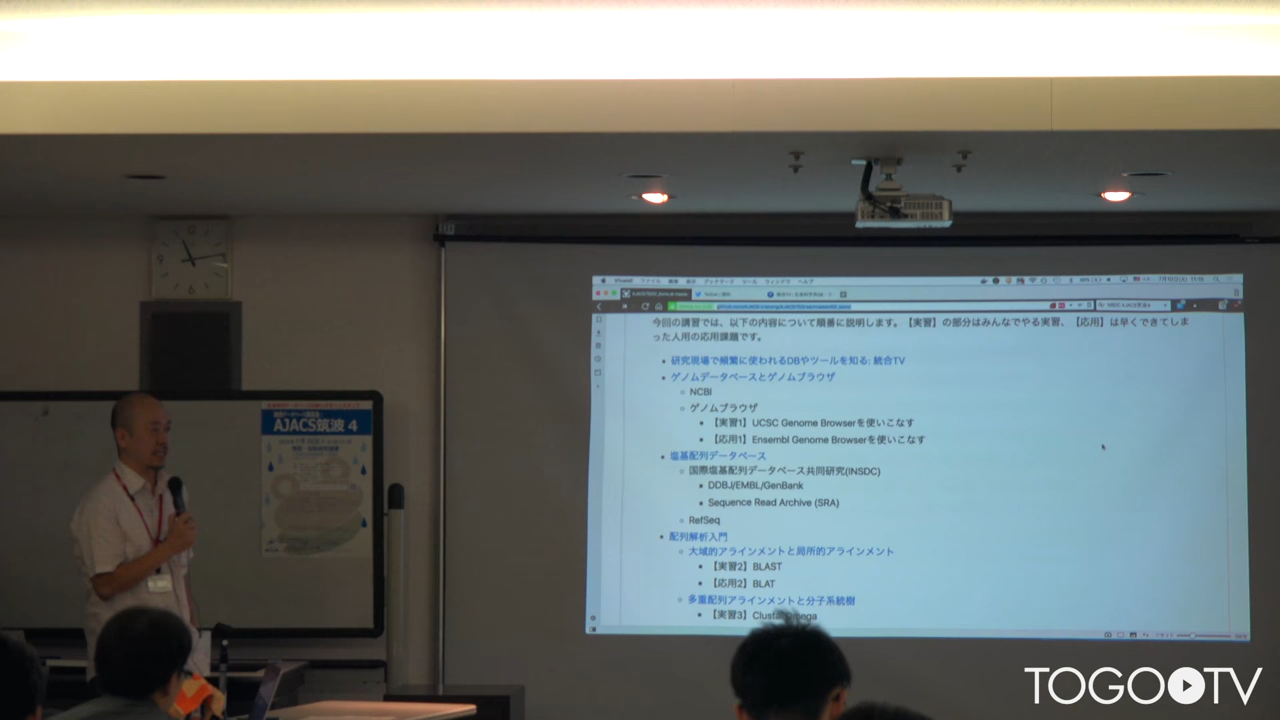 AJACS筑波 4
今回の講習では、以下の内容について順番に説明します。【実習】の部分はみんなでやる実習、【応用】は早くできてしま
った人用の応用課題です。
研究現場で頻繁に使われるDBやツールを知る: 統合TV
ゲノムデータベースとゲノムブラウザ
NCBI
ゲノムブラウザ
【実習1】UCSC Genome Browserを使いこなす
【応用1】Ensembl Genome Browserを使いこなす
塩基配列データベース
国際塩基配列データベース共同研究(INSDC)
DDBJ/EMBL/GenBank
Sequence Read Archive (SRA)
RefSeq
配列解析入門
大域的アラインメントと局所的アラインメント
【実習2】BLAST
【応用2】BLAT
多重配列アラインメントと分子系統樹
【実習3】Clustal Omega
TOGOTV